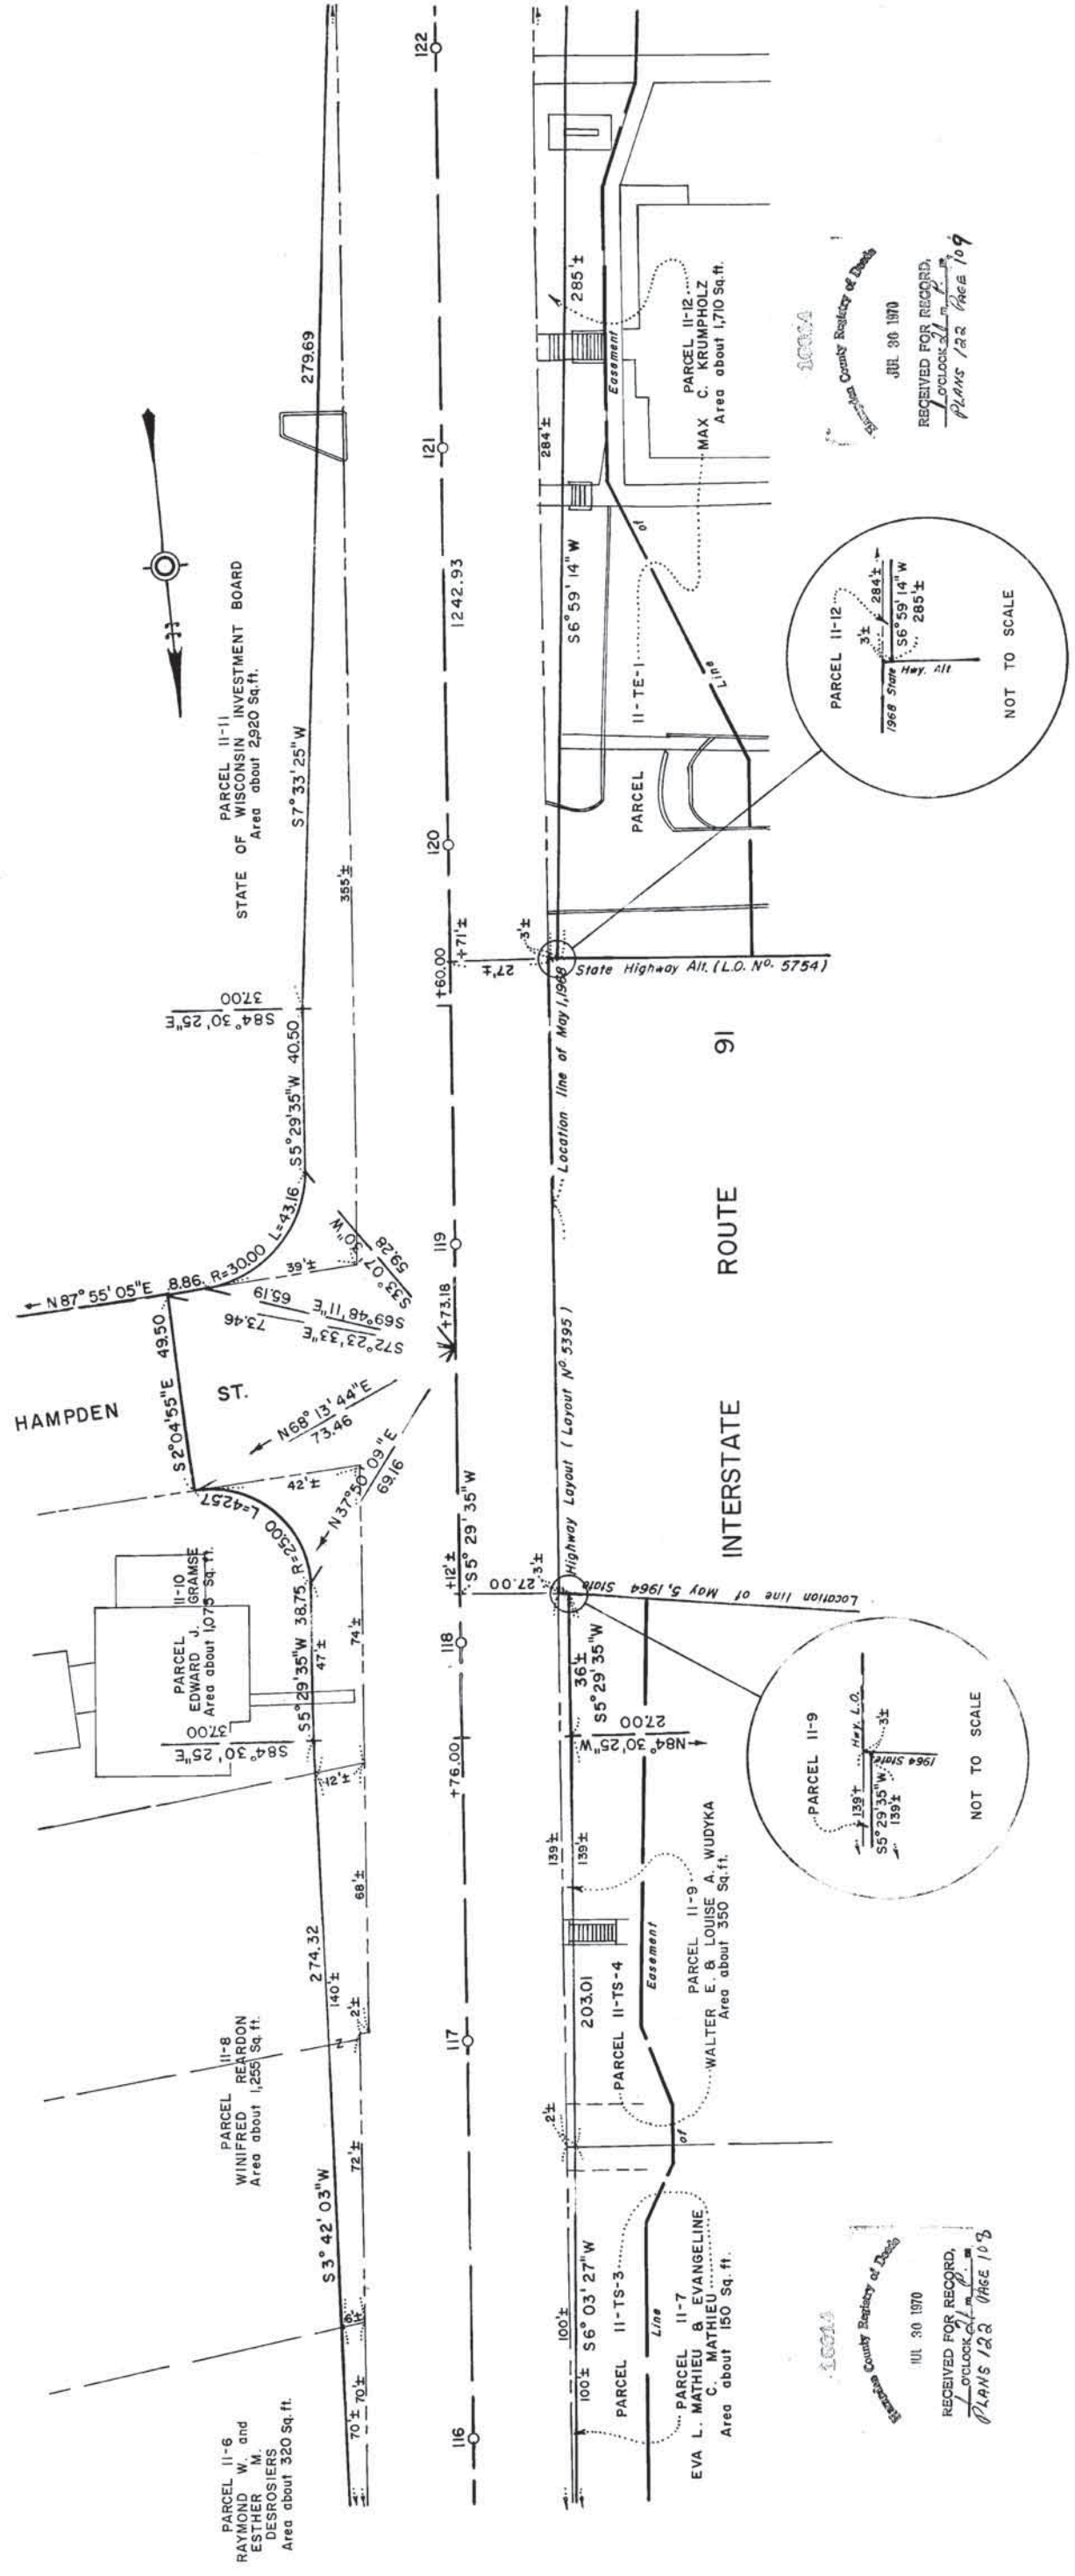 PARCEL 11-6
RAYMOND W. and
ESTHER M.
DESROSIERS
Area about 320 Sq. ft.
PARCEL 11-8
WINIFRED REARDON
Area about 1,255 Sq. ft.
PARCEL 11-10
EDWARD J. GRAMSE
Area about 1,075 Sq. ft.
HAMPDEN
ST.
PARCEL 11-11
STATE OF WISCONSIN INVESTMENT BOARD
Area about 2,920 Sq. ft.
S3° 42' 03"W
274.32
70'±
70'±
72'±
140'±
2'±
68'±
12'±
S84° 30' 25"E
37.00
S5° 29' 35"W 38.75
47'±
74'±
R=25.00 L=42.57
42'±
S2° 04' 55"E 49.50
N87° 55' 05"E 8.86
R=30.00 L=43.16
39'±
N37° 50' 09"E
69.16
N68° 13' 44"E
73.46
S72° 23' 33"E
73.46
S69° 48' 11"E
65.19
S33° 07' 30"W
59.28
S5° 29' 35"W 40.50
S84° 30' 25"E
37.00
S7° 33' 25"W
355'±
279.69
116
117
+76.00
118
+12'±
S5° 29' 35"W
+73.18
119
+60.00
+71'±
120
1242.93
121
122
27.00
3'±
27'±
3'±
100'±
100'±
S6° 03' 27"W
2'±
203.01
139'±
139'±
N84° 30' 25"W
27.00
36'±
S5° 29' 35"W
Highway Layout (Layout Nº 5395)
Location line of May 1, 1968
State Highway Alt. (L.O. Nº. 5754)
Location line of May 5, 1964 State
S6° 59' 14" W
284'±
285'±
PARCEL 11-TS-3
PARCEL 11-TS-4
PARCEL 11-TE-1
Line of Easement
Line of Easement
PARCEL 11-7
EVA L. MATHIEU & EVANGELINE
C. MATHIEU
Area about 150 Sq. ft.
PARCEL 11-9
WALTER E. & LOUISE A. WUDYKA
Area about 350 Sq. ft.
PARCEL 11-12
MAX C. KRUMPHOLZ
Area about 1,710 Sq. ft.
INTERSTATE ROUTE 91
PARCEL 11-9
139'±
Hwy. L.O.
S5° 29' 35"W
139'±
3'±
1964 State
NOT TO SCALE
PARCEL 11-12
3'±
284'±
1968 State Hwy. Alt
S6° 59' 14" W
285'±
NOT TO SCALE
Hampden County Registry of Deeds
JUL 30 1970
RECEIVED FOR RECORD,
O'CLOCK
PLANS 122 PAGE 108
Hampden County Registry of Deeds
JUL 30 1970
RECEIVED FOR RECORD,
O'CLOCK
PLANS 122 PAGE 109